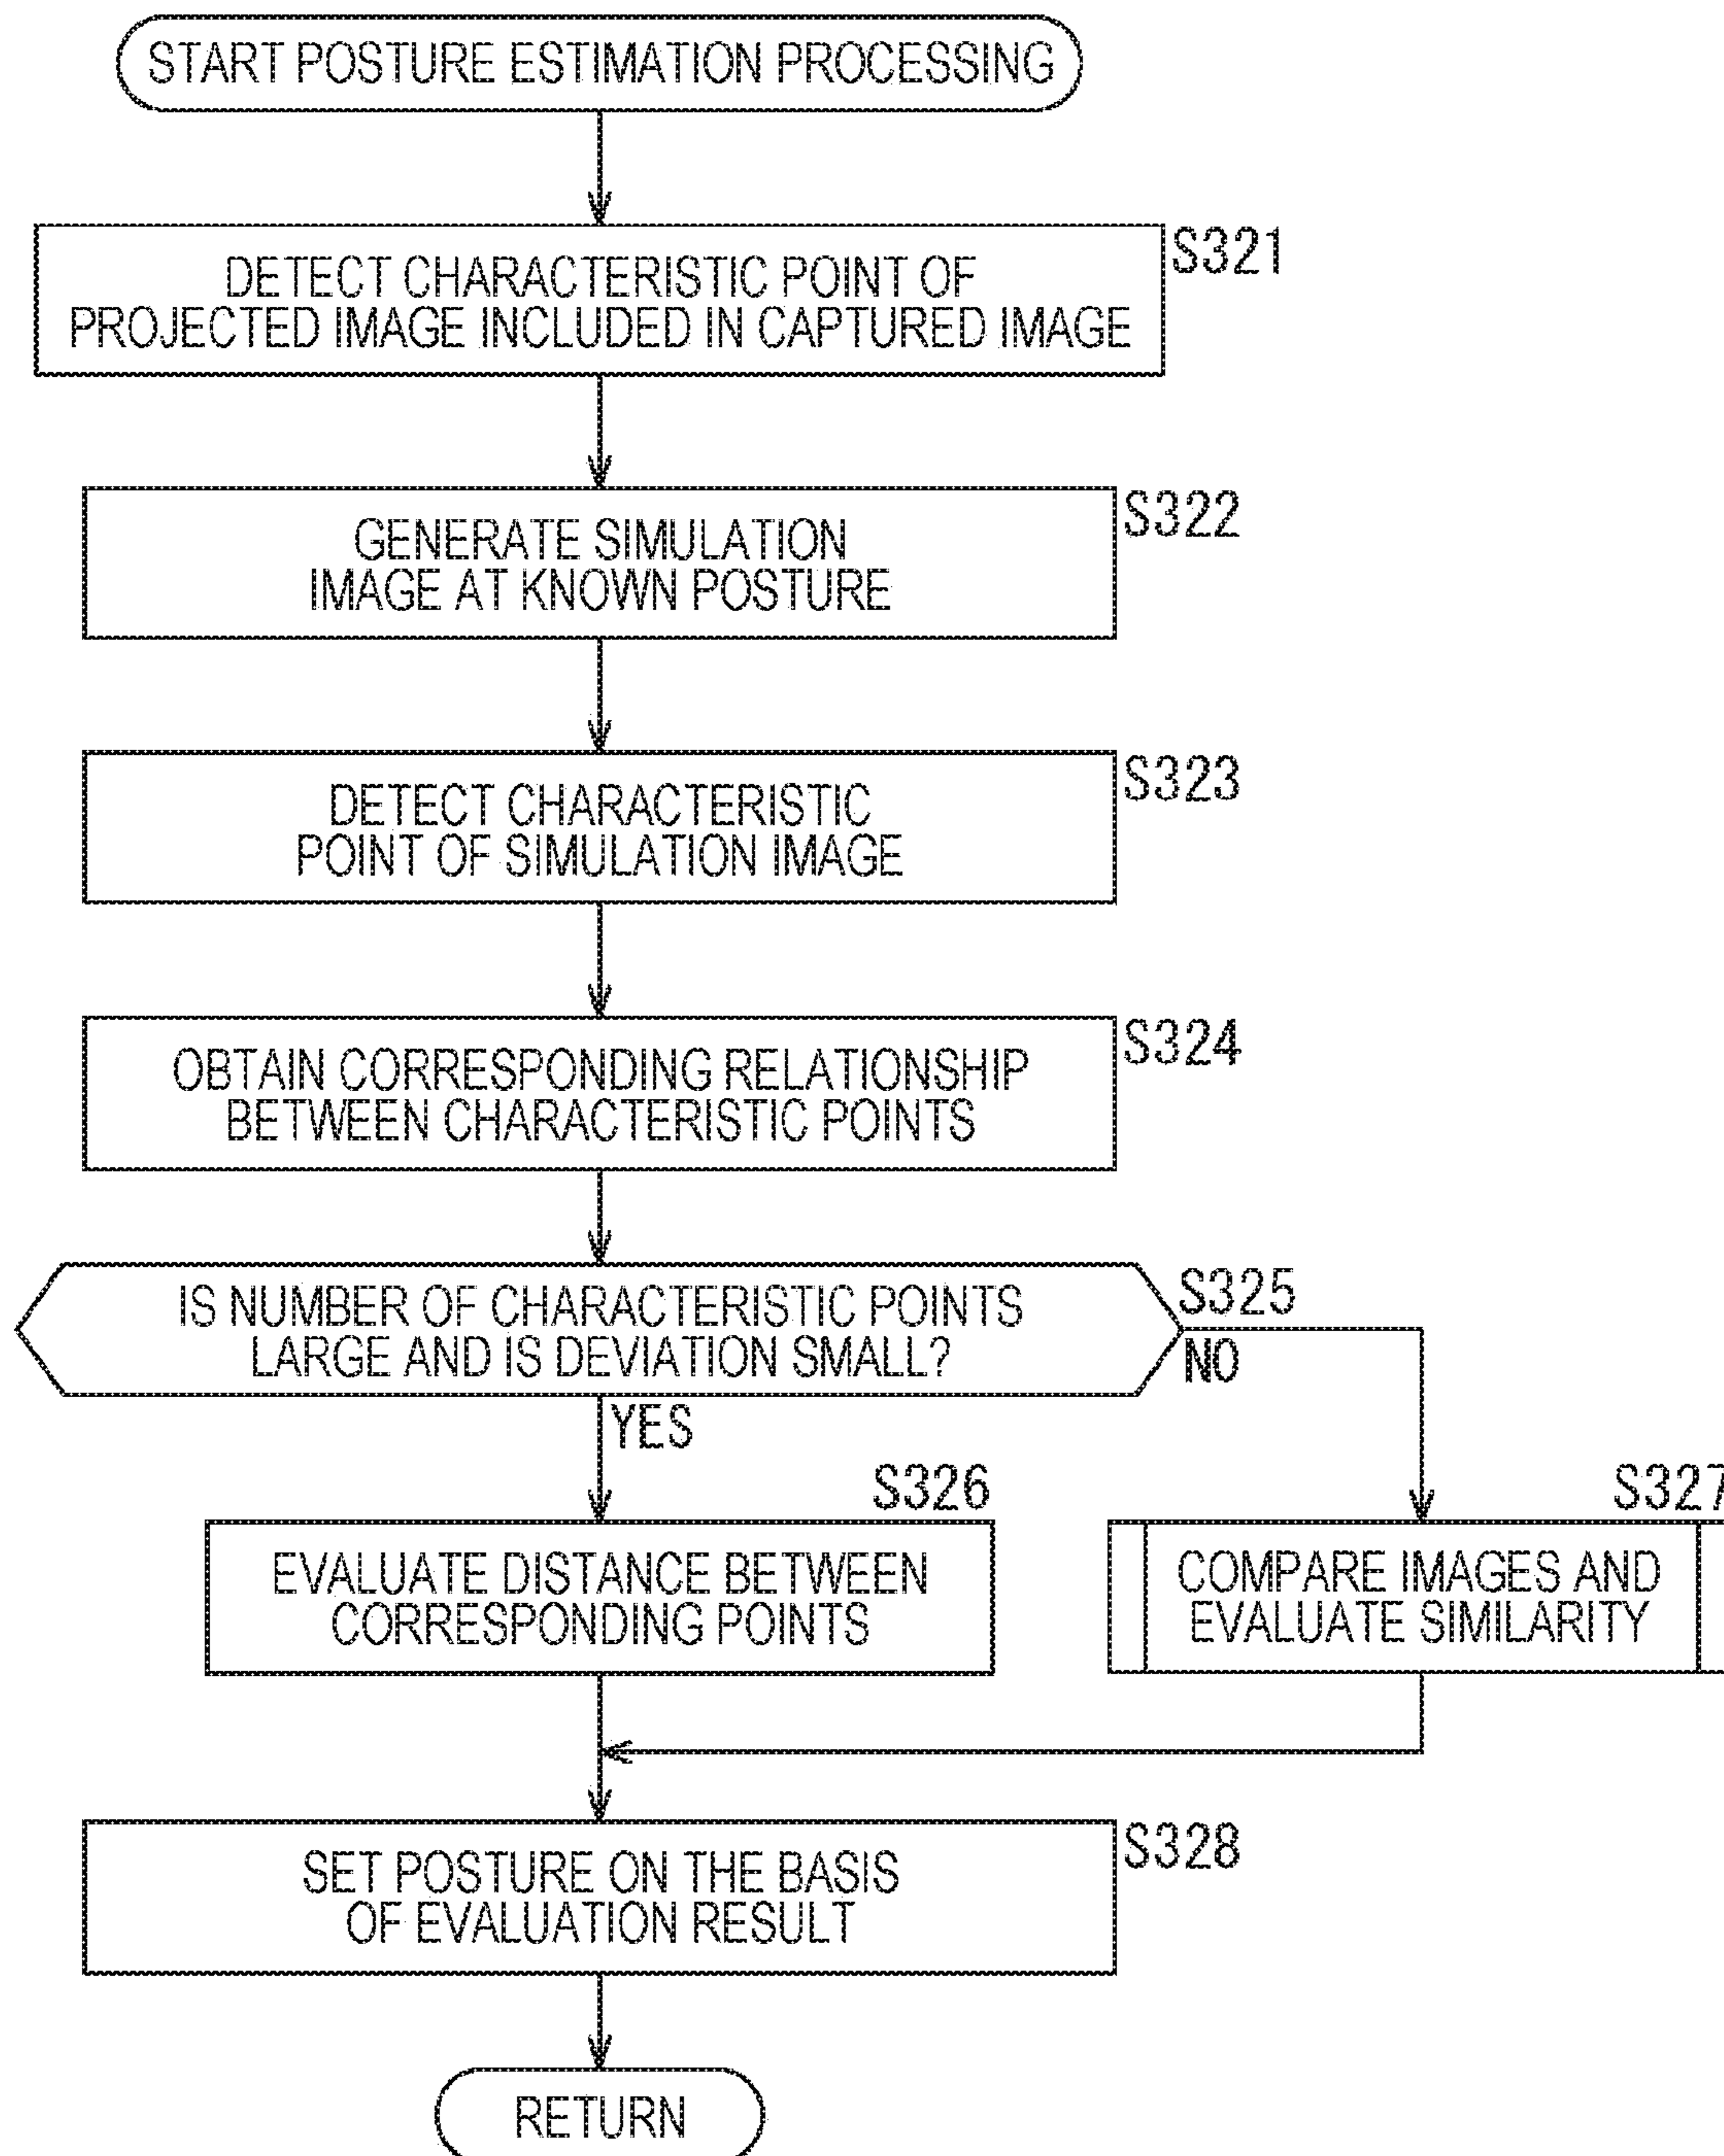 START POSTURE ESTIMATION PROCESSING
S321
DETECT CHARACTERISTIC POINT OF
PROJECTED IMAGE INCLUDED IN CAPTURED IMAGE
S322
GENERATE SIMULATION
IMAGE AT KNOWN POSTURE
S323
DETECT CHARACTERISTIC
POINT OF SIMULATION IMAGE
S324
OBTAIN CORRESPONDING RELATIONSHIP
BETWEEN CHARACTERISTIC POINTS
S325
IS NUMBER OF CHARACTERISTIC POINTS
LARGE AND IS DEVIATION SMALL?
NO
YES
S326
EVALUATE DISTANCE BETWEEN
CORRESPONDING POINTS
S327
COMPARE IMAGES AND
EVALUATE SIMILARITY
S328
SET POSTURE ON THE BASIS
OF EVALUATION RESULT
RETURN